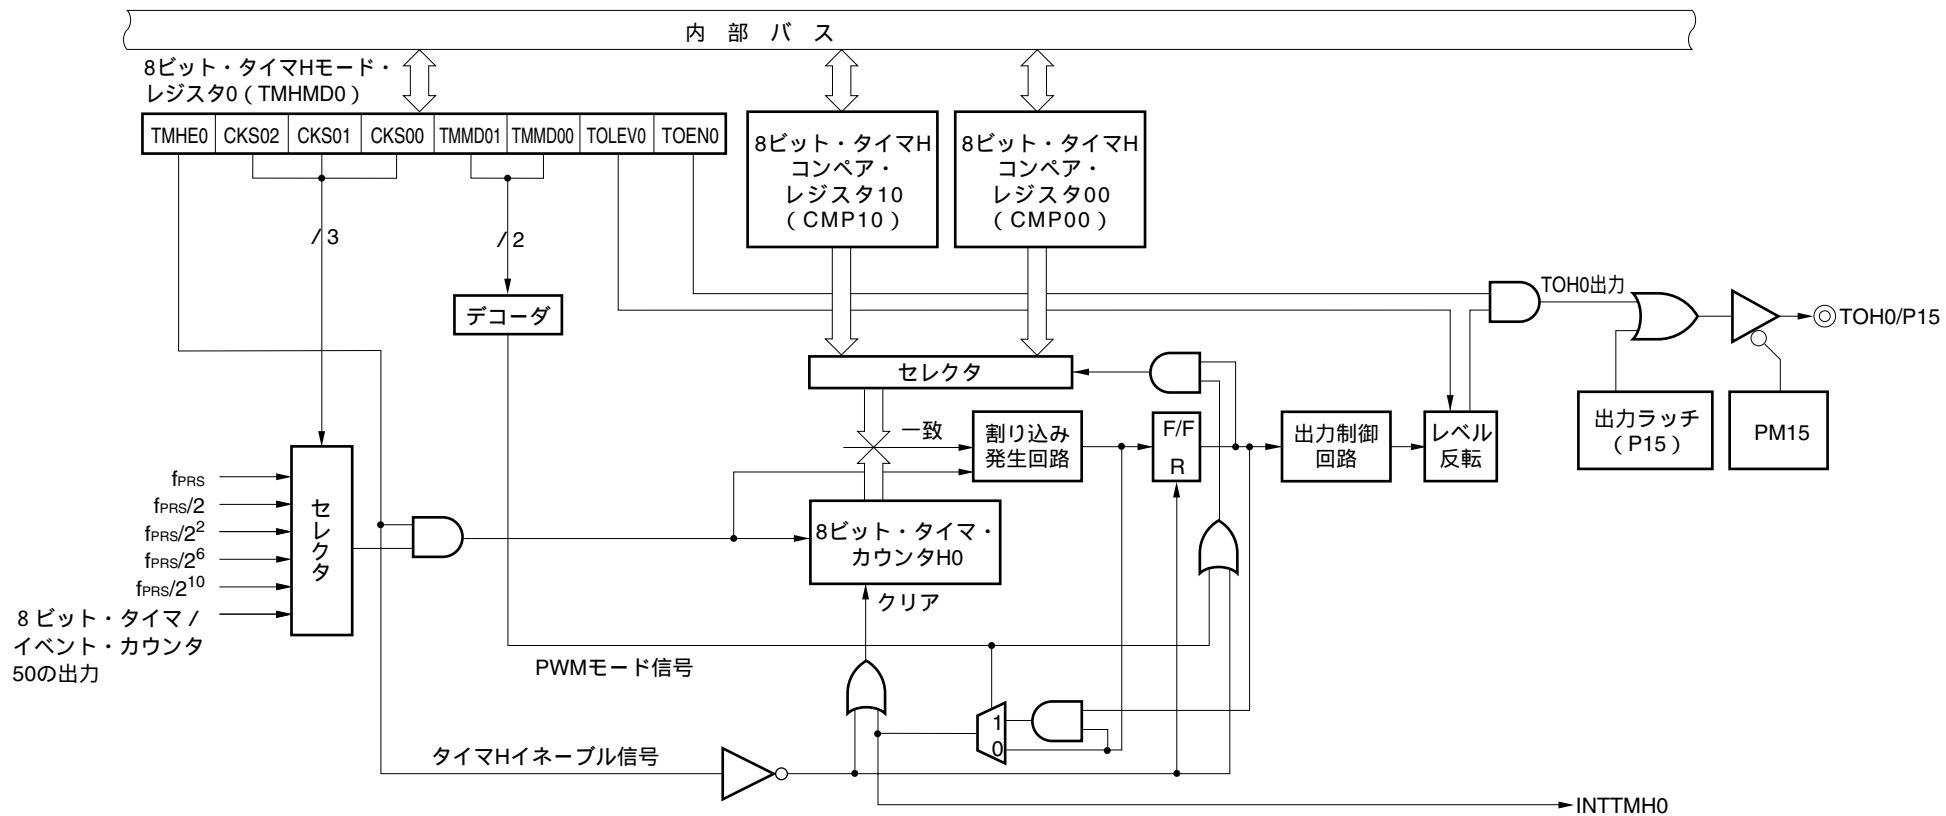 内 部 バ ス
8ビット・タイマHモード・
レジスタ0（TMHMD0）
TMHE0 CKS02 CKS01 CKS00 TMMD01 TMMD00 TOLEV0 TOEN0
8ビット・タイマH
コンペア・
レジスタ10
（CMP10）
8ビット・タイマH
コンペア・
レジスタ00
（CMP00）
/ 3
/ 2
デコーダ
TOH0出力
TOH0/P15
セレクタ
一致
割り込み
発生回路
F/F
R
出力制御
回路
レベル
反転
出力ラッチ
（P15）
PM15
fPRS
fPRS/2
fPRS/2²
fPRS/2⁶
fPRS/2¹⁰
8 ビット・タイマ /
イベント・カウンタ
50の出力
セレクタ
8ビット・タイマ・
カウンタH0
クリア
PWMモード信号
1
0
タイマHイネーブル信号
INTTMH0